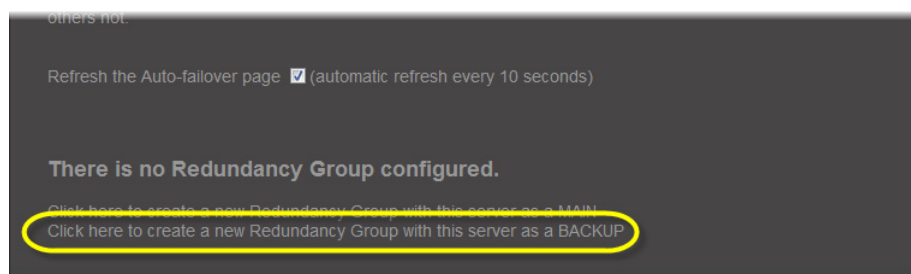 others not.
Refresh the Auto-failover page (automatic refresh every 10 seconds)
There is no Redundancy Group configured.
Click here to create a new Redundancy Group with this server as a MAIN
Click here to create a new Redundancy Group with this server as a BACKUP